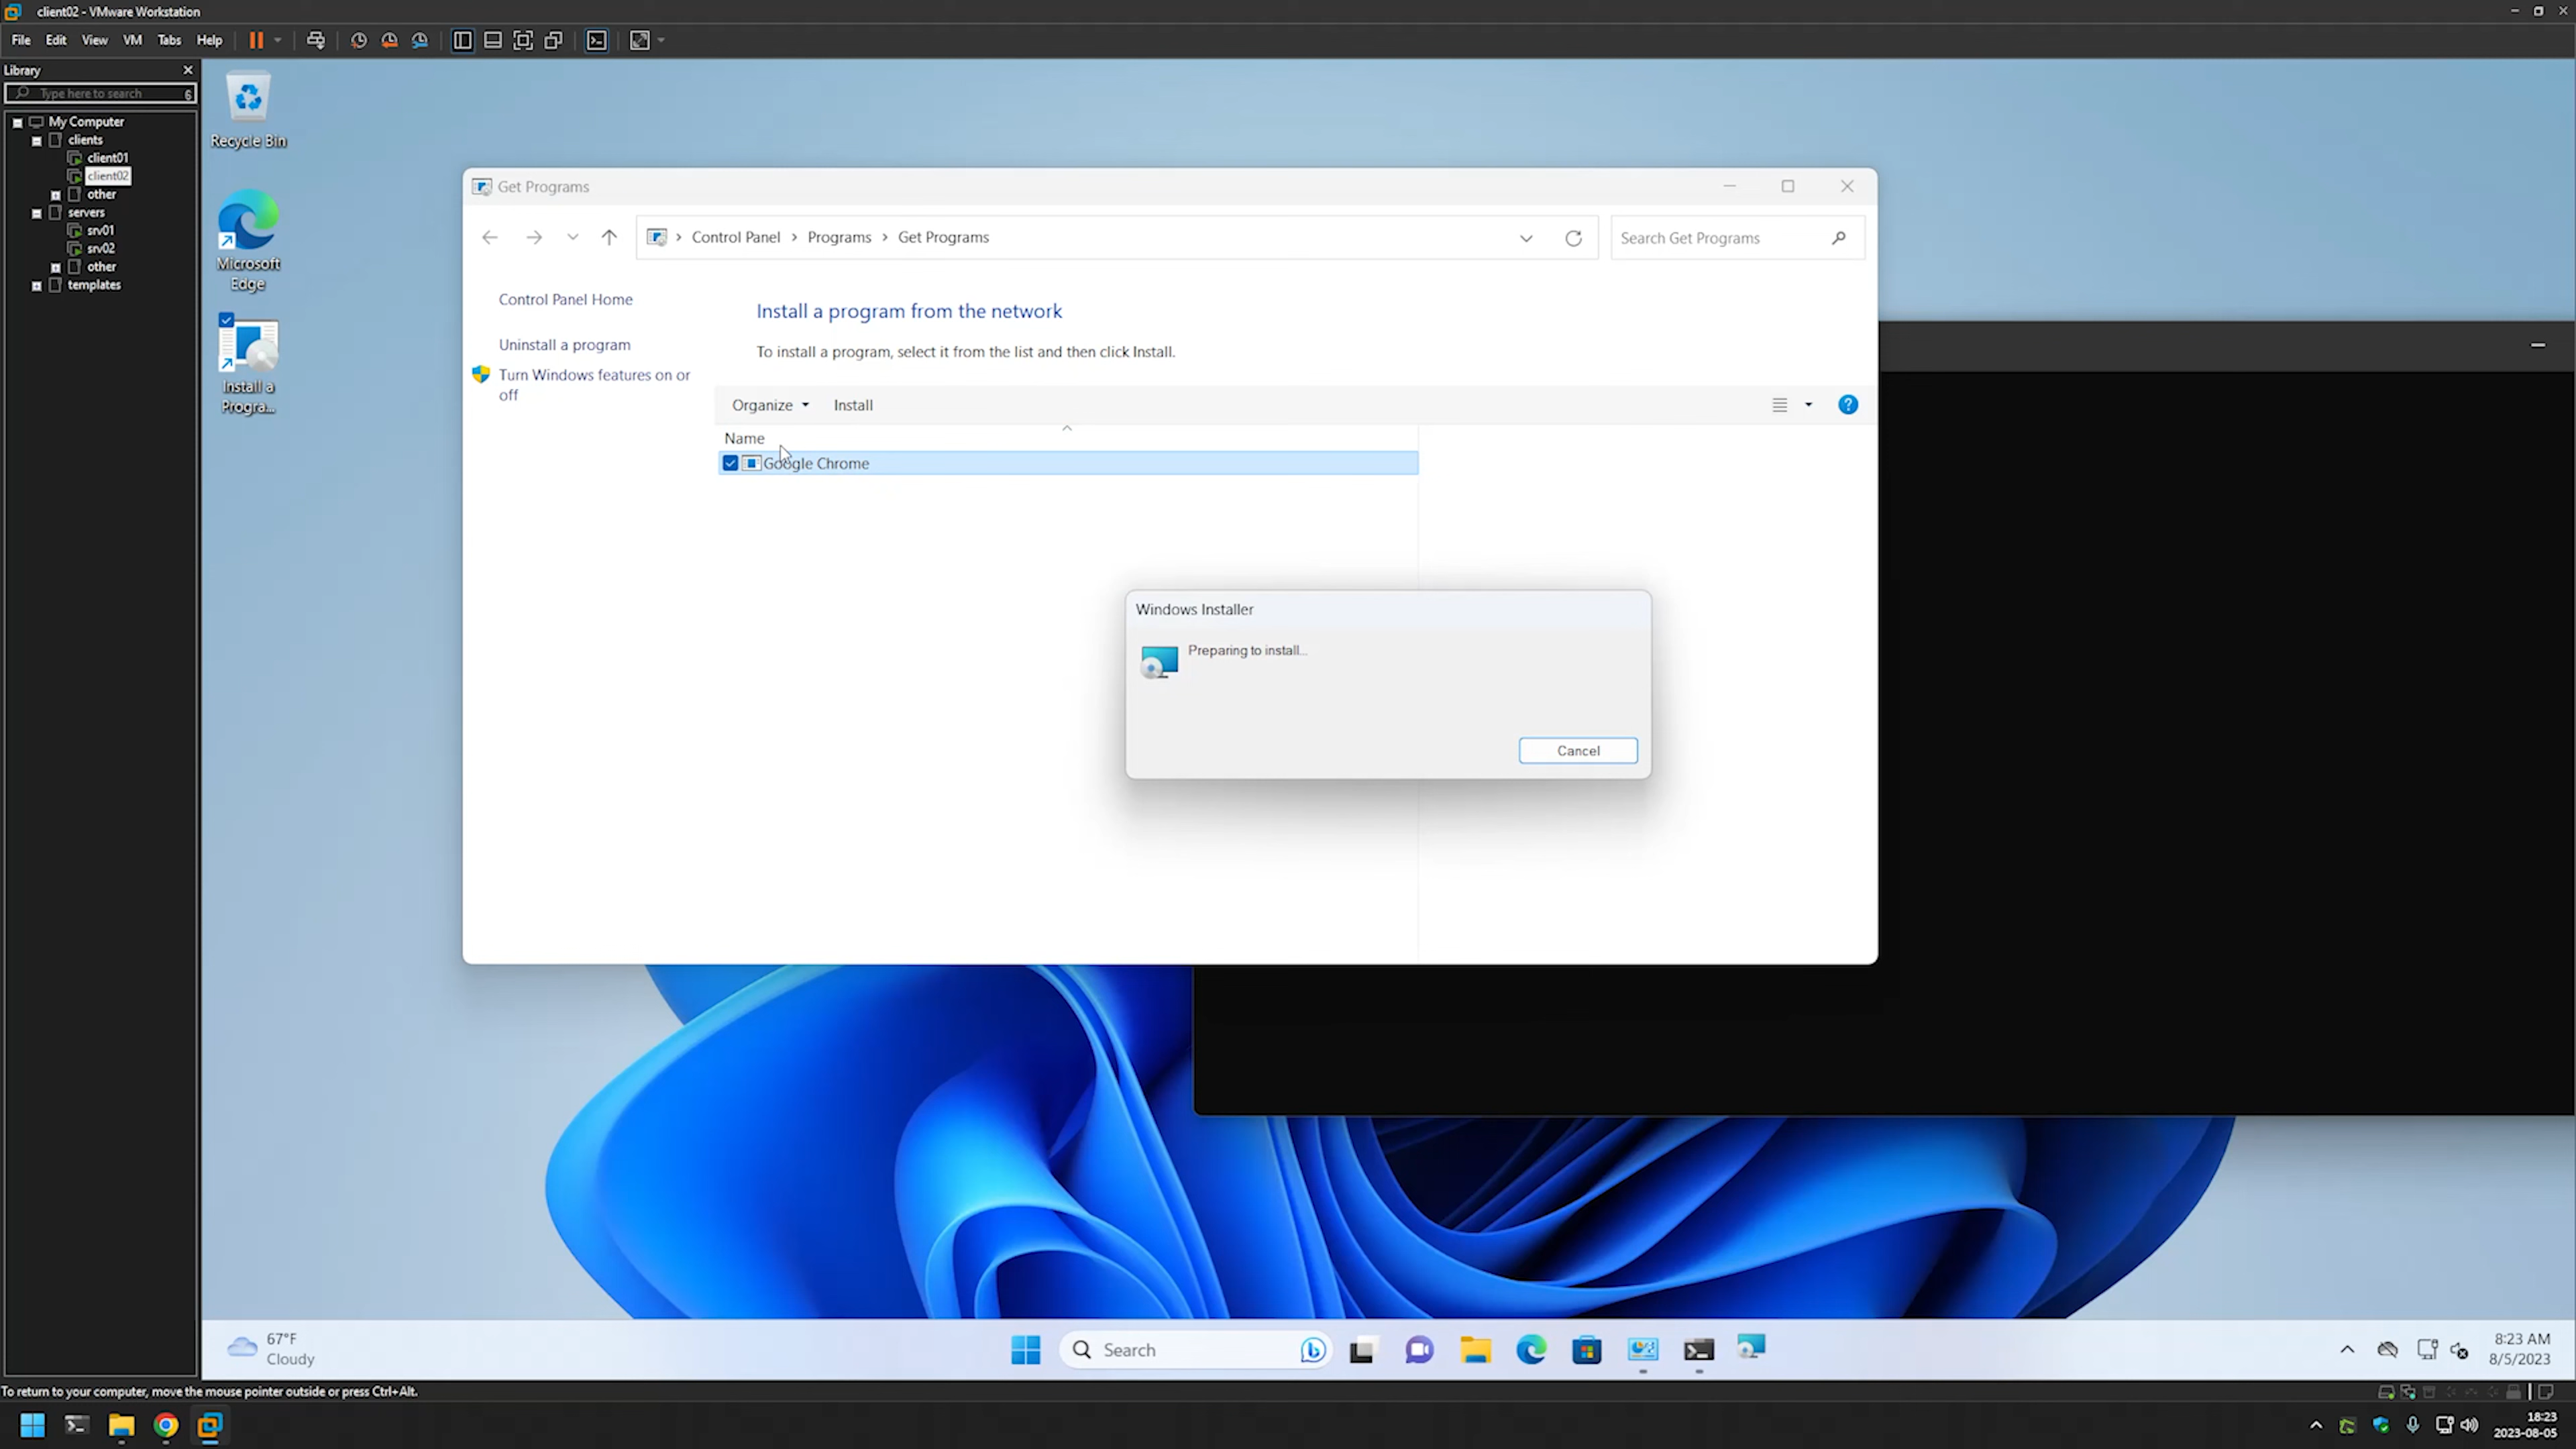 client02 - VMware Workstation
File Edit View VM Tabs Help
Library
Type here to search
My Computer
clients
client01
client02
other
servers
srv01
srv02
other
templates
Recycle Bin
Microsoft
Edge
Install a
Progra...
Get Programs
Control Panel > Programs > Get Programs
Search Get Programs
Control Panel Home
Uninstall a program
Turn Windows features on or
off
Install a program from the network
To install a program, select it from the list and then click Install.
Organize Install
Name
Google Chrome
Windows Installer
Preparing to install...
Cancel
67°F
Cloudy
Search
8:23 AM
8/5/2023
To return to your computer, move the mouse pointer outside or press Ctrl+Alt.
18:23
2023-08-05